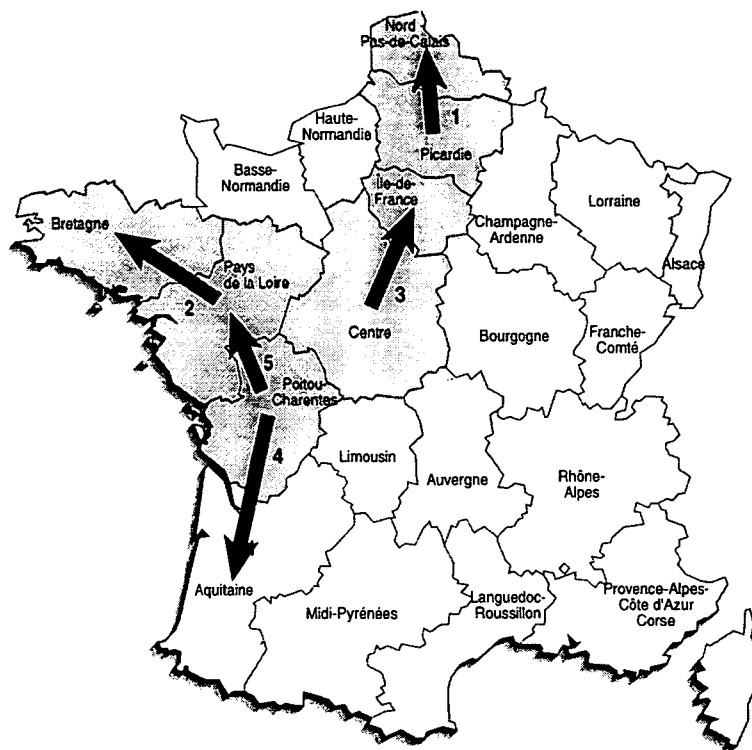 Nord
Pas-de-Calais
1
Haute-
Normandie
Picardie
Basse-
Normandie
Île-de-
France
Lorraine
Champagne-
Ardenne
Bretagne
Alsace
Pays
de la Loire
2
3
Centre
Bourgogne
Franche-
Comté
5
Poitou-
Charentes
4
Limousin
Auvergne
Rhône-
Alpes
Aquitaine
Midi-Pyrénées
Languedoc-
Roussillon
Provence-Alpes-
Côte d'Azur
Corse